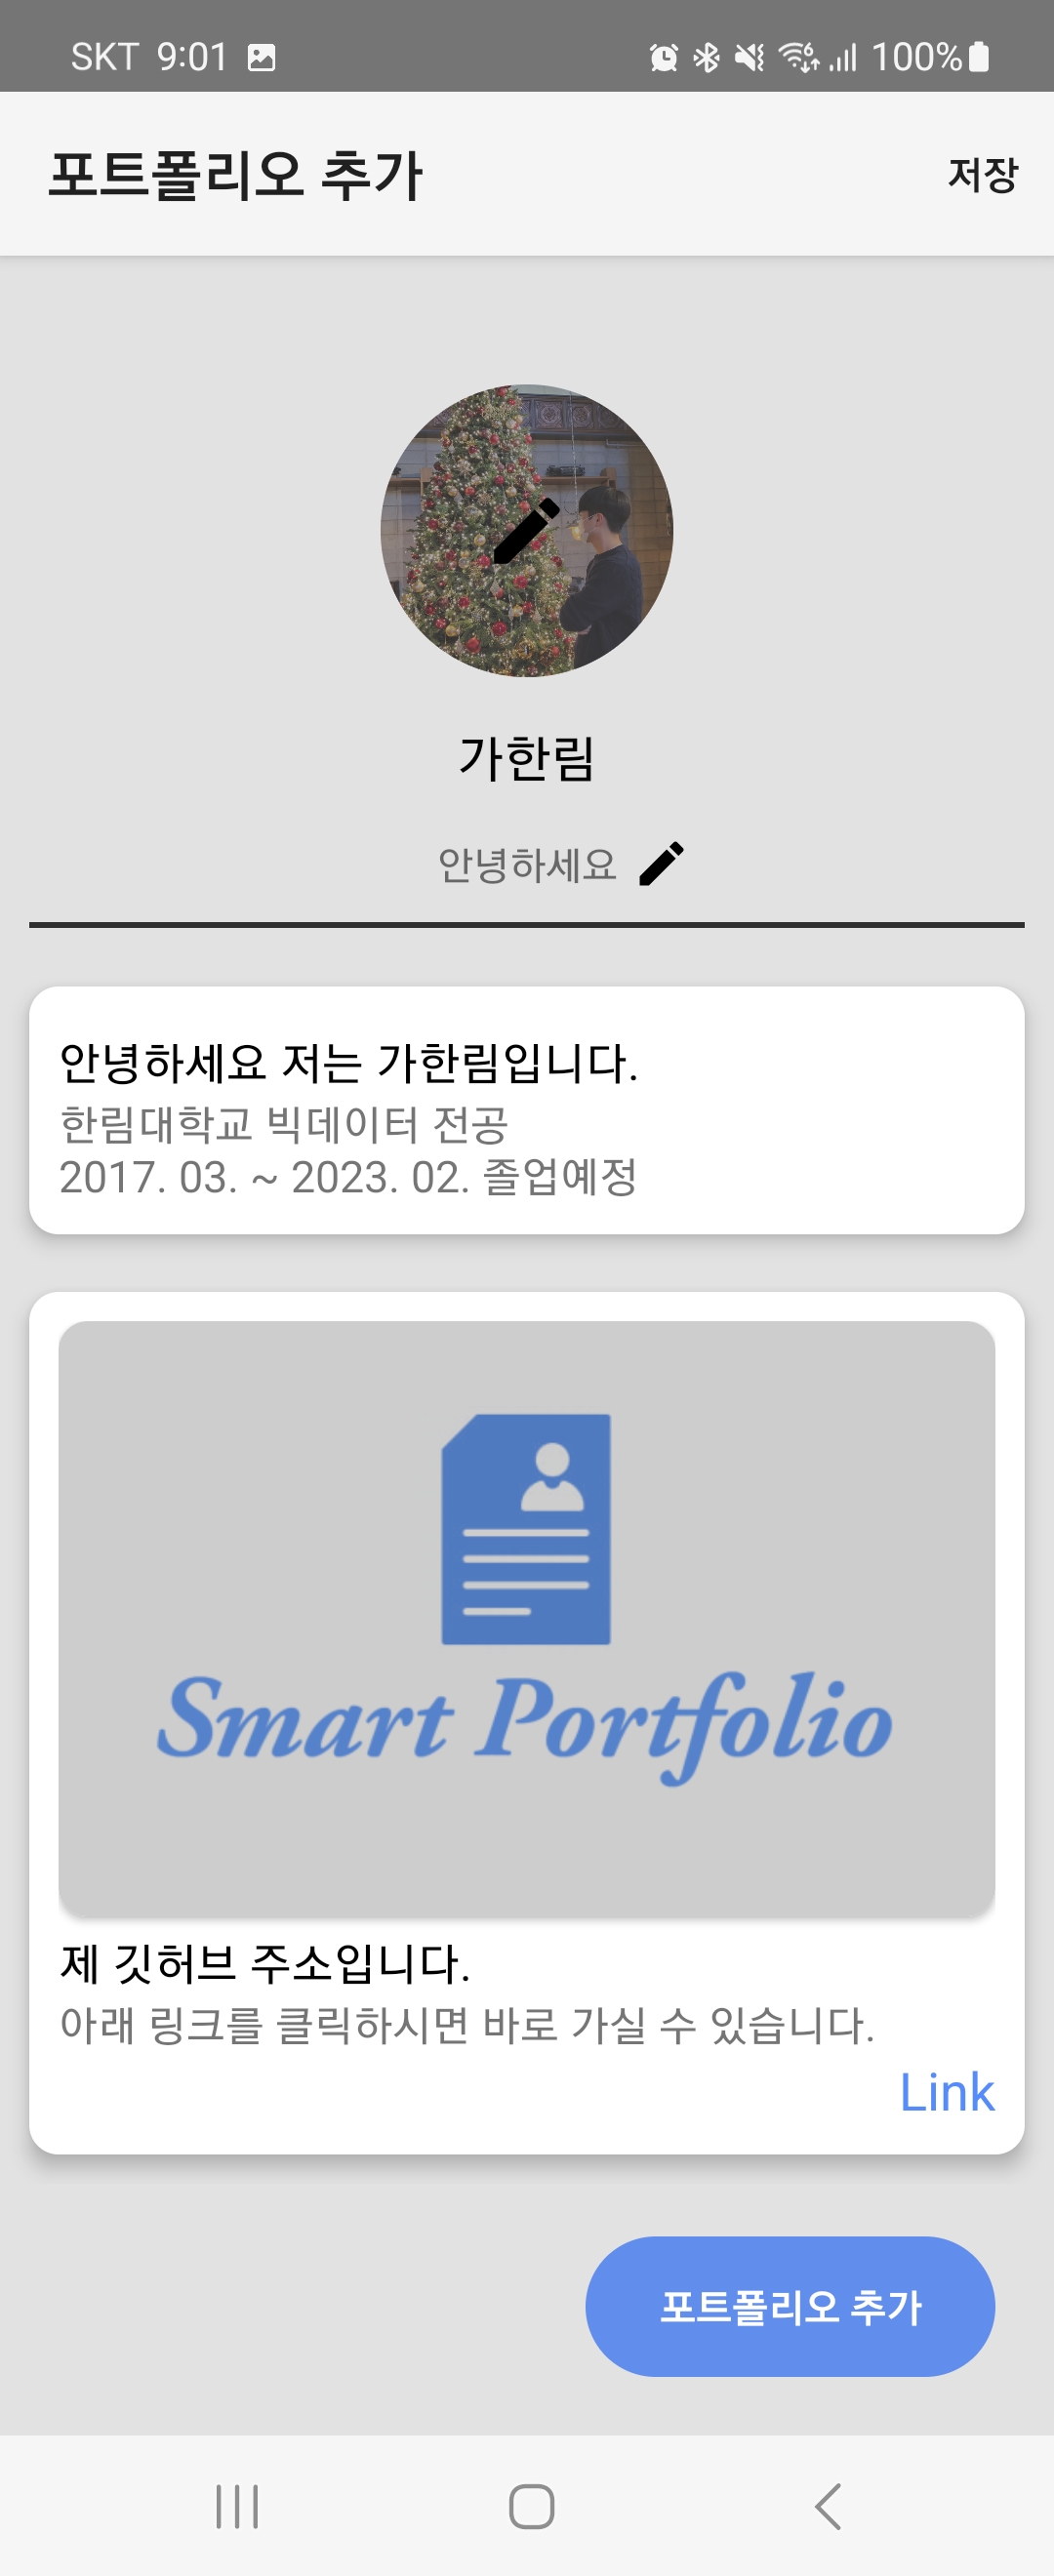 SKT 9:01
100%
포트폴리오 추가
저장
가한림
안녕하세요
안녕하세요 저는 가한림입니다.
한림대학교 빅데이터 전공
2017. 03. ~ 2023. 02. 졸업예정
Smart Portfolio
제 깃허브 주소입니다.
아래 링크를 클릭하시면 바로 가실 수 있습니다.
Link
포트폴리오 추가